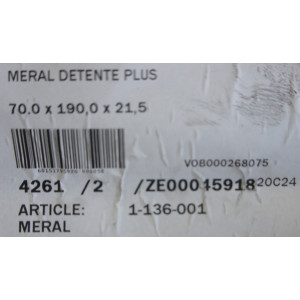 MERAL DETENTE PLUS
70.0 x 190,0 x 21,5
VOB000268075
4261 /2 /ZE00045918 20C24
ARTICLE: 1-136-001
MERAL